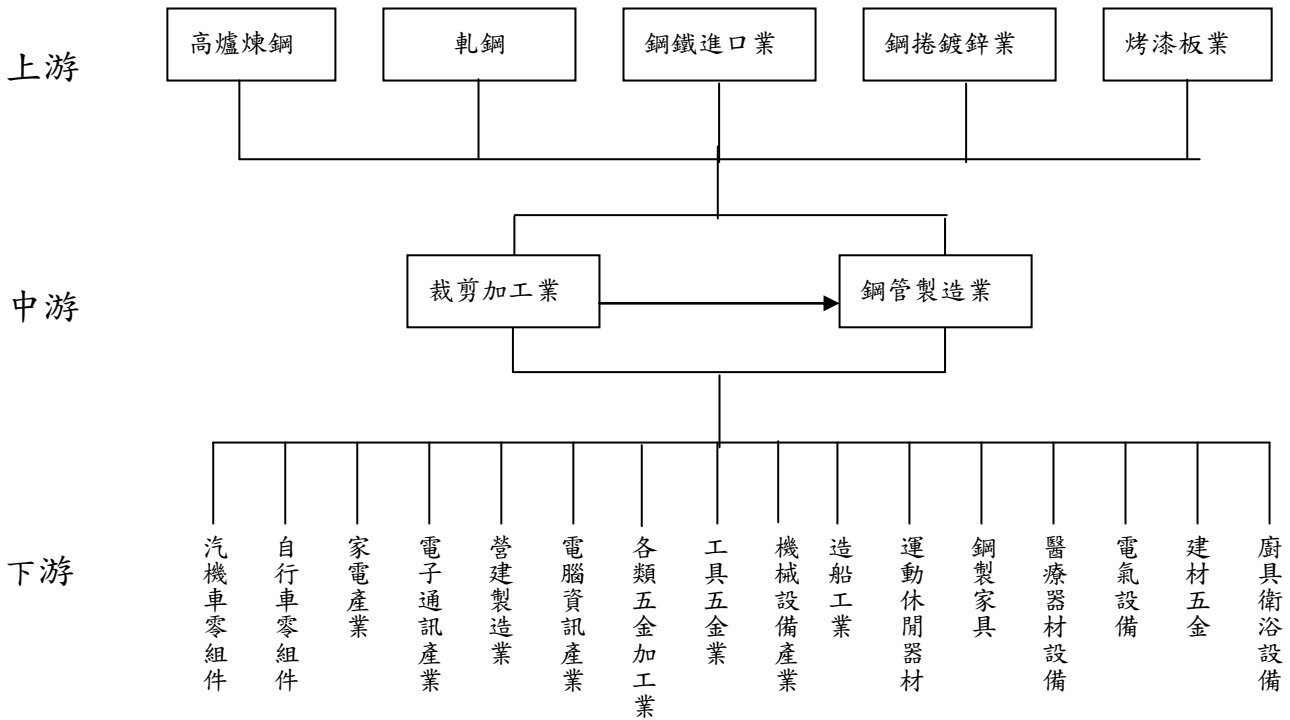 上游
高爐煉鋼
軋鋼
鋼鐵進口業
鋼捲鍍鋅業
烤漆板業
中游
裁剪加工業
鋼管製造業
下游
汽機車零組件
自行車零組件
家電產業
電子通訊產業
營建製造業
電腦資訊產業
各類五金加工業
工具五金業
機械設備產業
造船工業
運動休閒器材
鋼製家具
醫療器材設備
電氣設備
建材五金
廚具衛浴設備